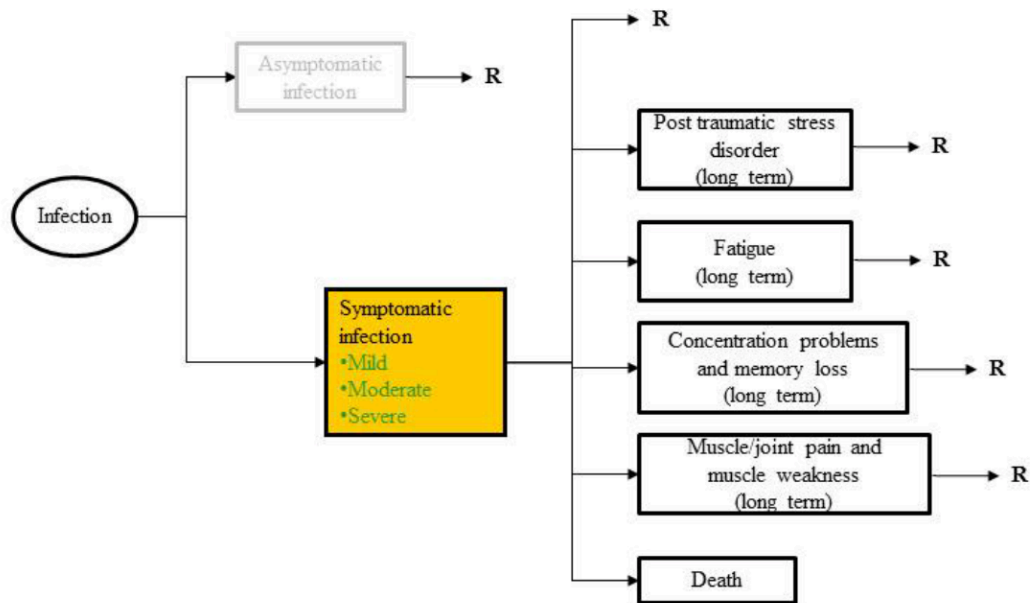 R
Asymptomatic
infection
R
Post traumatic stress
disorder
(long term)
R
Infection
Fatigue
(long term)
R
Symptomatic
infection
•Mild
•Moderate
•Severe
Concentration problems
and memory loss
(long term)
R
Muscle/joint pain and
muscle weakness
(long term)
R
Death